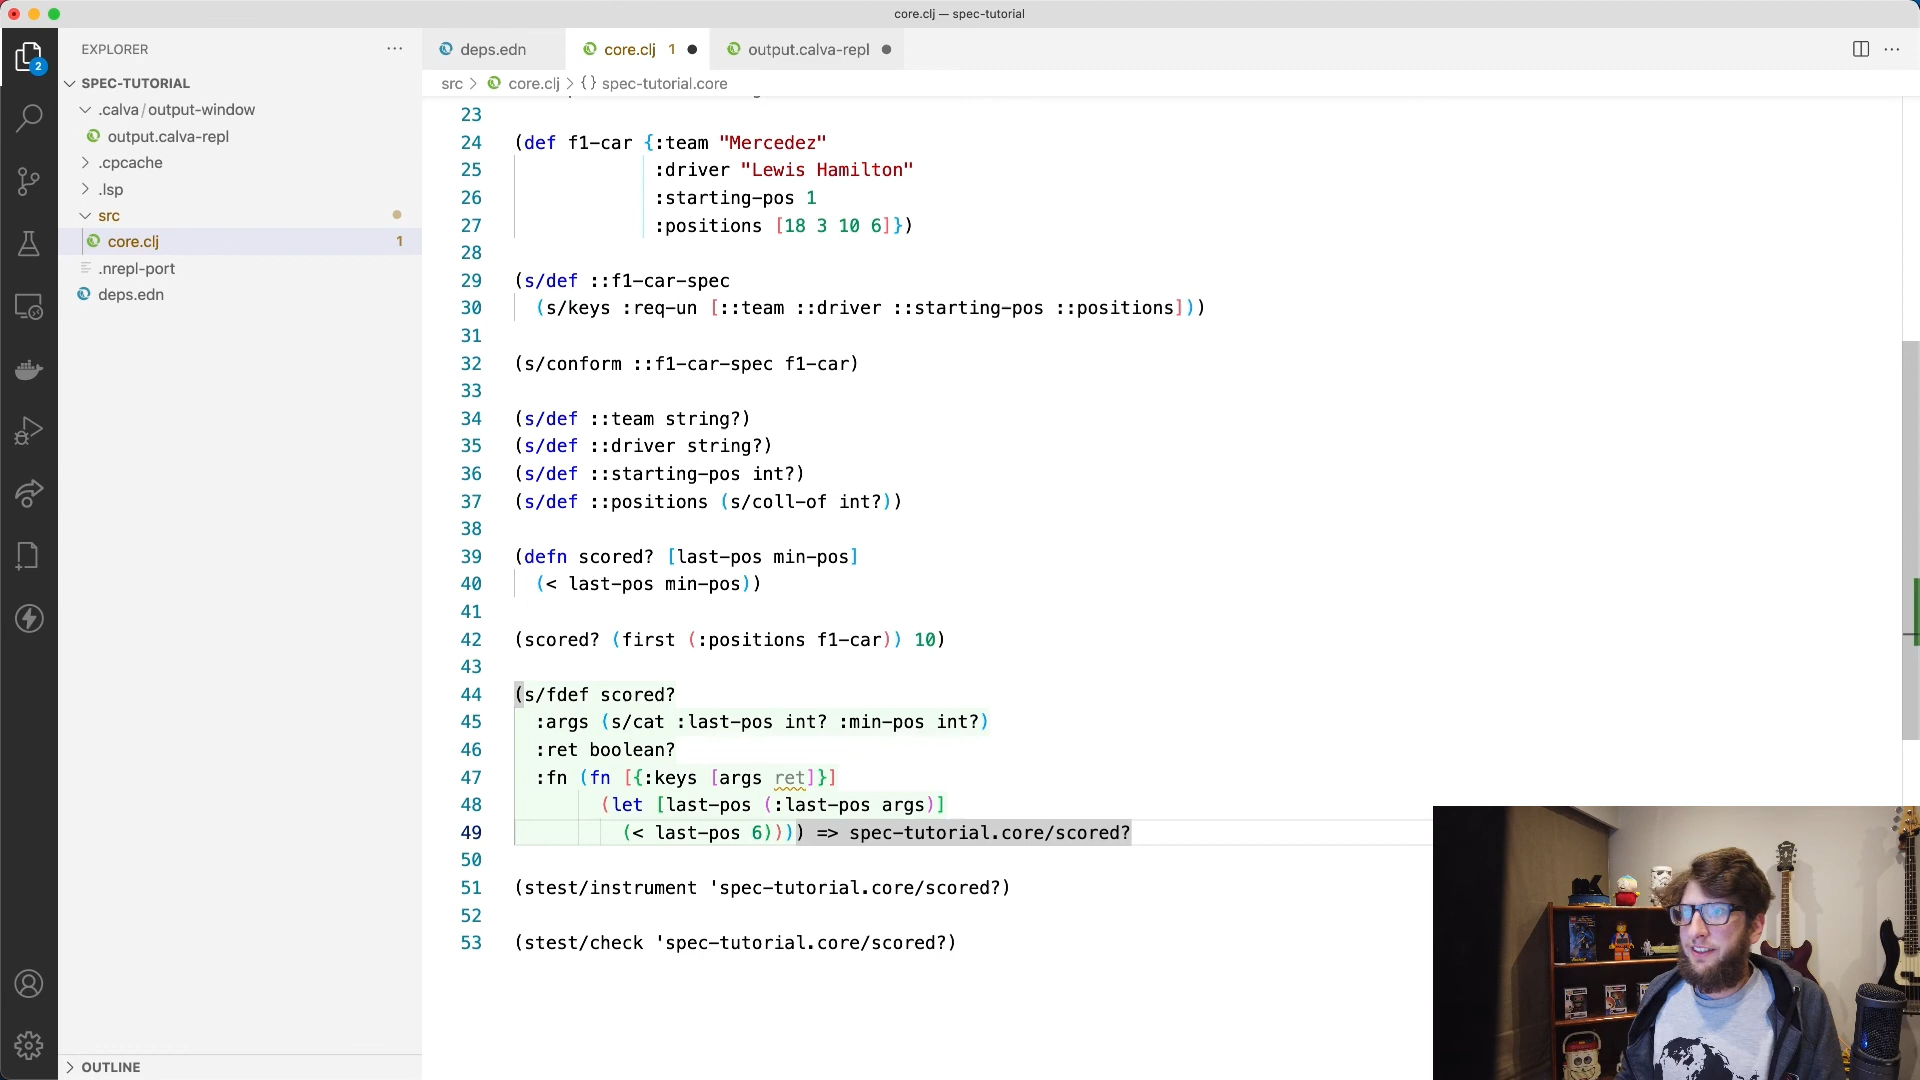 core.clj — spec-tutorial
EXPLORER
SPEC-TUTORIAL
.calva/output-window
output.calva-repl
.cpcache
.lsp
src
core.clj 1
.nrepl-port
deps.edn
OUTLINE
2
deps.edn
core.clj 1
output.calva-repl
src > core.clj > {} spec-tutorial.core
23
24 (def f1-car {:team "Mercedez"
25 :driver "Lewis Hamilton"
26 :starting-pos 1
27 :positions [18 3 10 6]})
28
29 (s/def ::f1-car-spec
30 (s/keys :req-un [::team ::driver ::starting-pos ::positions]))
31
32 (s/conform ::f1-car-spec f1-car)
33
34 (s/def ::team string?)
35 (s/def ::driver string?)
36 (s/def ::starting-pos int?)
37 (s/def ::positions (s/coll-of int?))
38
39 (defn scored? [last-pos min-pos]
40 (< last-pos min-pos))
41
42 (scored? (first (:positions f1-car)) 10)
43
44 (s/fdef scored?
45 :args (s/cat :last-pos int? :min-pos int?)
46 :ret boolean?
47 :fn (fn [{:keys [args ret]}]
48 (let [last-pos (:last-pos args)]
49 (< last-pos 6)))) => spec-tutorial.core/scored?
50
51 (stest/instrument 'spec-tutorial.core/scored?)
52
53 (stest/check 'spec-tutorial.core/scored?)